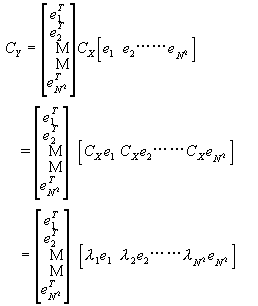 C_Y = [e_1^T e_2^T M M e_{N^2}^T] C_X [e_1 e_2 ⋯⋯ e_{N^2}]
= [e_1^T e_2^T M M e_{N^2}^T] [C_X e_1 C_X e_2 ⋯⋯ C_X e_{N^2}]
= [e_1^T e_2^T M M e_{N^2}^T] [λ_1 e_1 λ_2 e_2 ⋯⋯ λ_{N^2} e_{N^2}]